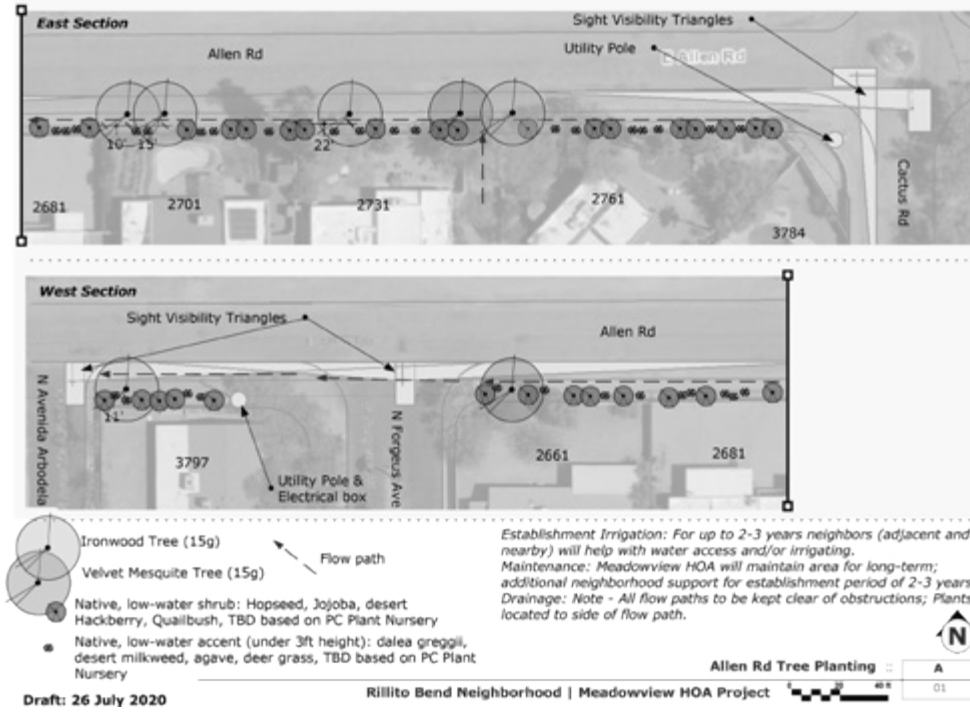 East Section
Sight Visibility Triangles
Allen Rd
Utility Pole
E Allen Rd
10' 15'
22'
2681
2701
2731
2761
3784
Cactus Rd
West Section
Sight Visibility Triangles
Allen Rd
N Avenida Arbodela
11'
3797
N Forgeus Ave
2661
2681
Utility Pole &
Electrical box
Ironwood Tree (15g)
Flow path
Velvet Mesquite Tree (15g)
Native, low-water shrub: Hopseed, Jojoba, desert
Hackberry, Quailbush, TBD based on PC Plant Nursery
Native, low-water accent (under 3ft height): dalea greggii,
desert milkweed, agave, deer grass, TBD based on PC Plant
Nursery
Establishment Irrigation: For up to 2-3 years neighbors (adjacent and
nearby) will help with water access and/or irrigating.
Maintenance: Meadowview HOA will maintain area for long-term;
additional neighborhood support for establishment period of 2-3 years
Drainage: Note - All flow paths to be kept clear of obstructions; Plants
located to side of flow path.
N
Allen Rd Tree Planting :: A
Rillito Bend Neighborhood | Meadowview HOA Project
0 20 40 ft
01
Draft: 26 July 2020